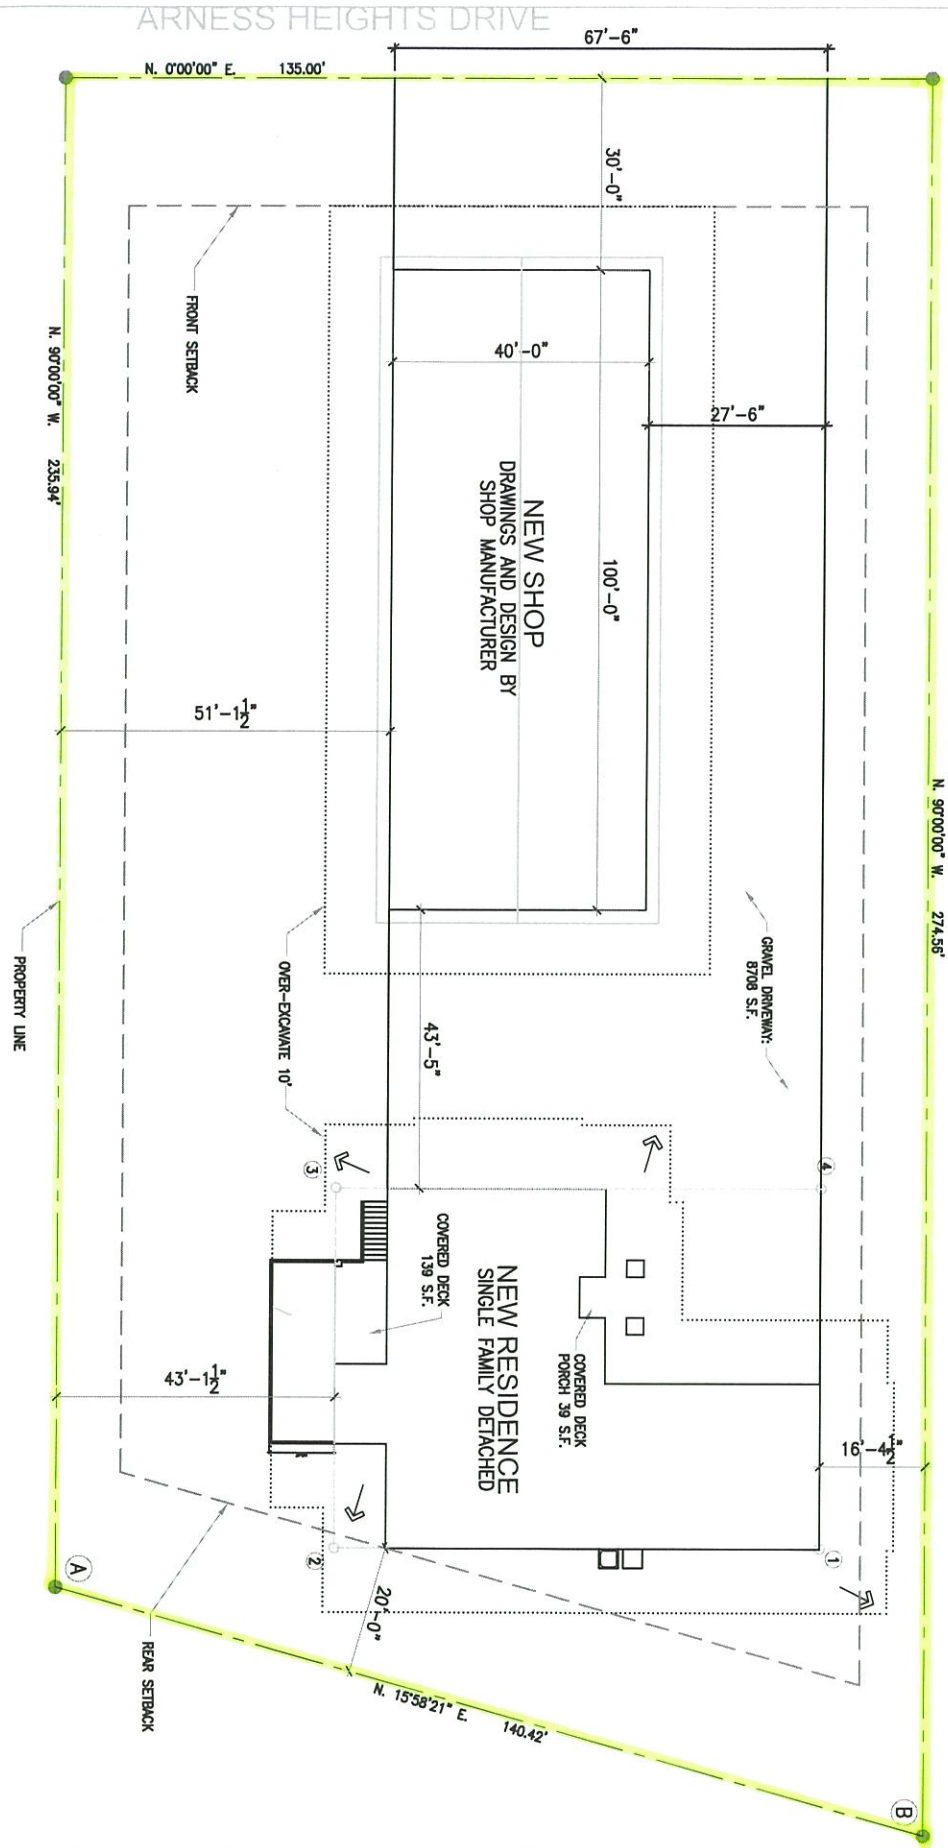 ARNESS HEIGHTS DRIVE
67'-6"
N. 0°00'00" E. 135.00'
30'-0"
FRONT SETBACK
N. 90°00'00" W. 235.94'
40'-0"
27'-6"
NEW SHOP
DRAWINGS AND DESIGN BY
SHOP MANUFACTURER
100'-0"
51'-1½"
N. 90°00'00" W. 274.56'
GRAVEL DRIVEWAY:
8708 S.F.
PROPERTY LINE
OVER-EXCAVATE 10'
43'-5"
3
4
COVERED DECK
139 S.F.
NEW RESIDENCE
SINGLE FAMILY DETACHED
COVERED DECK
PORCH 39 S.F.
43'-1½"
16'-4½"
2
1
A
20'-0"
REAR SETBACK
N. 15°58'21" E. 140.42'
B